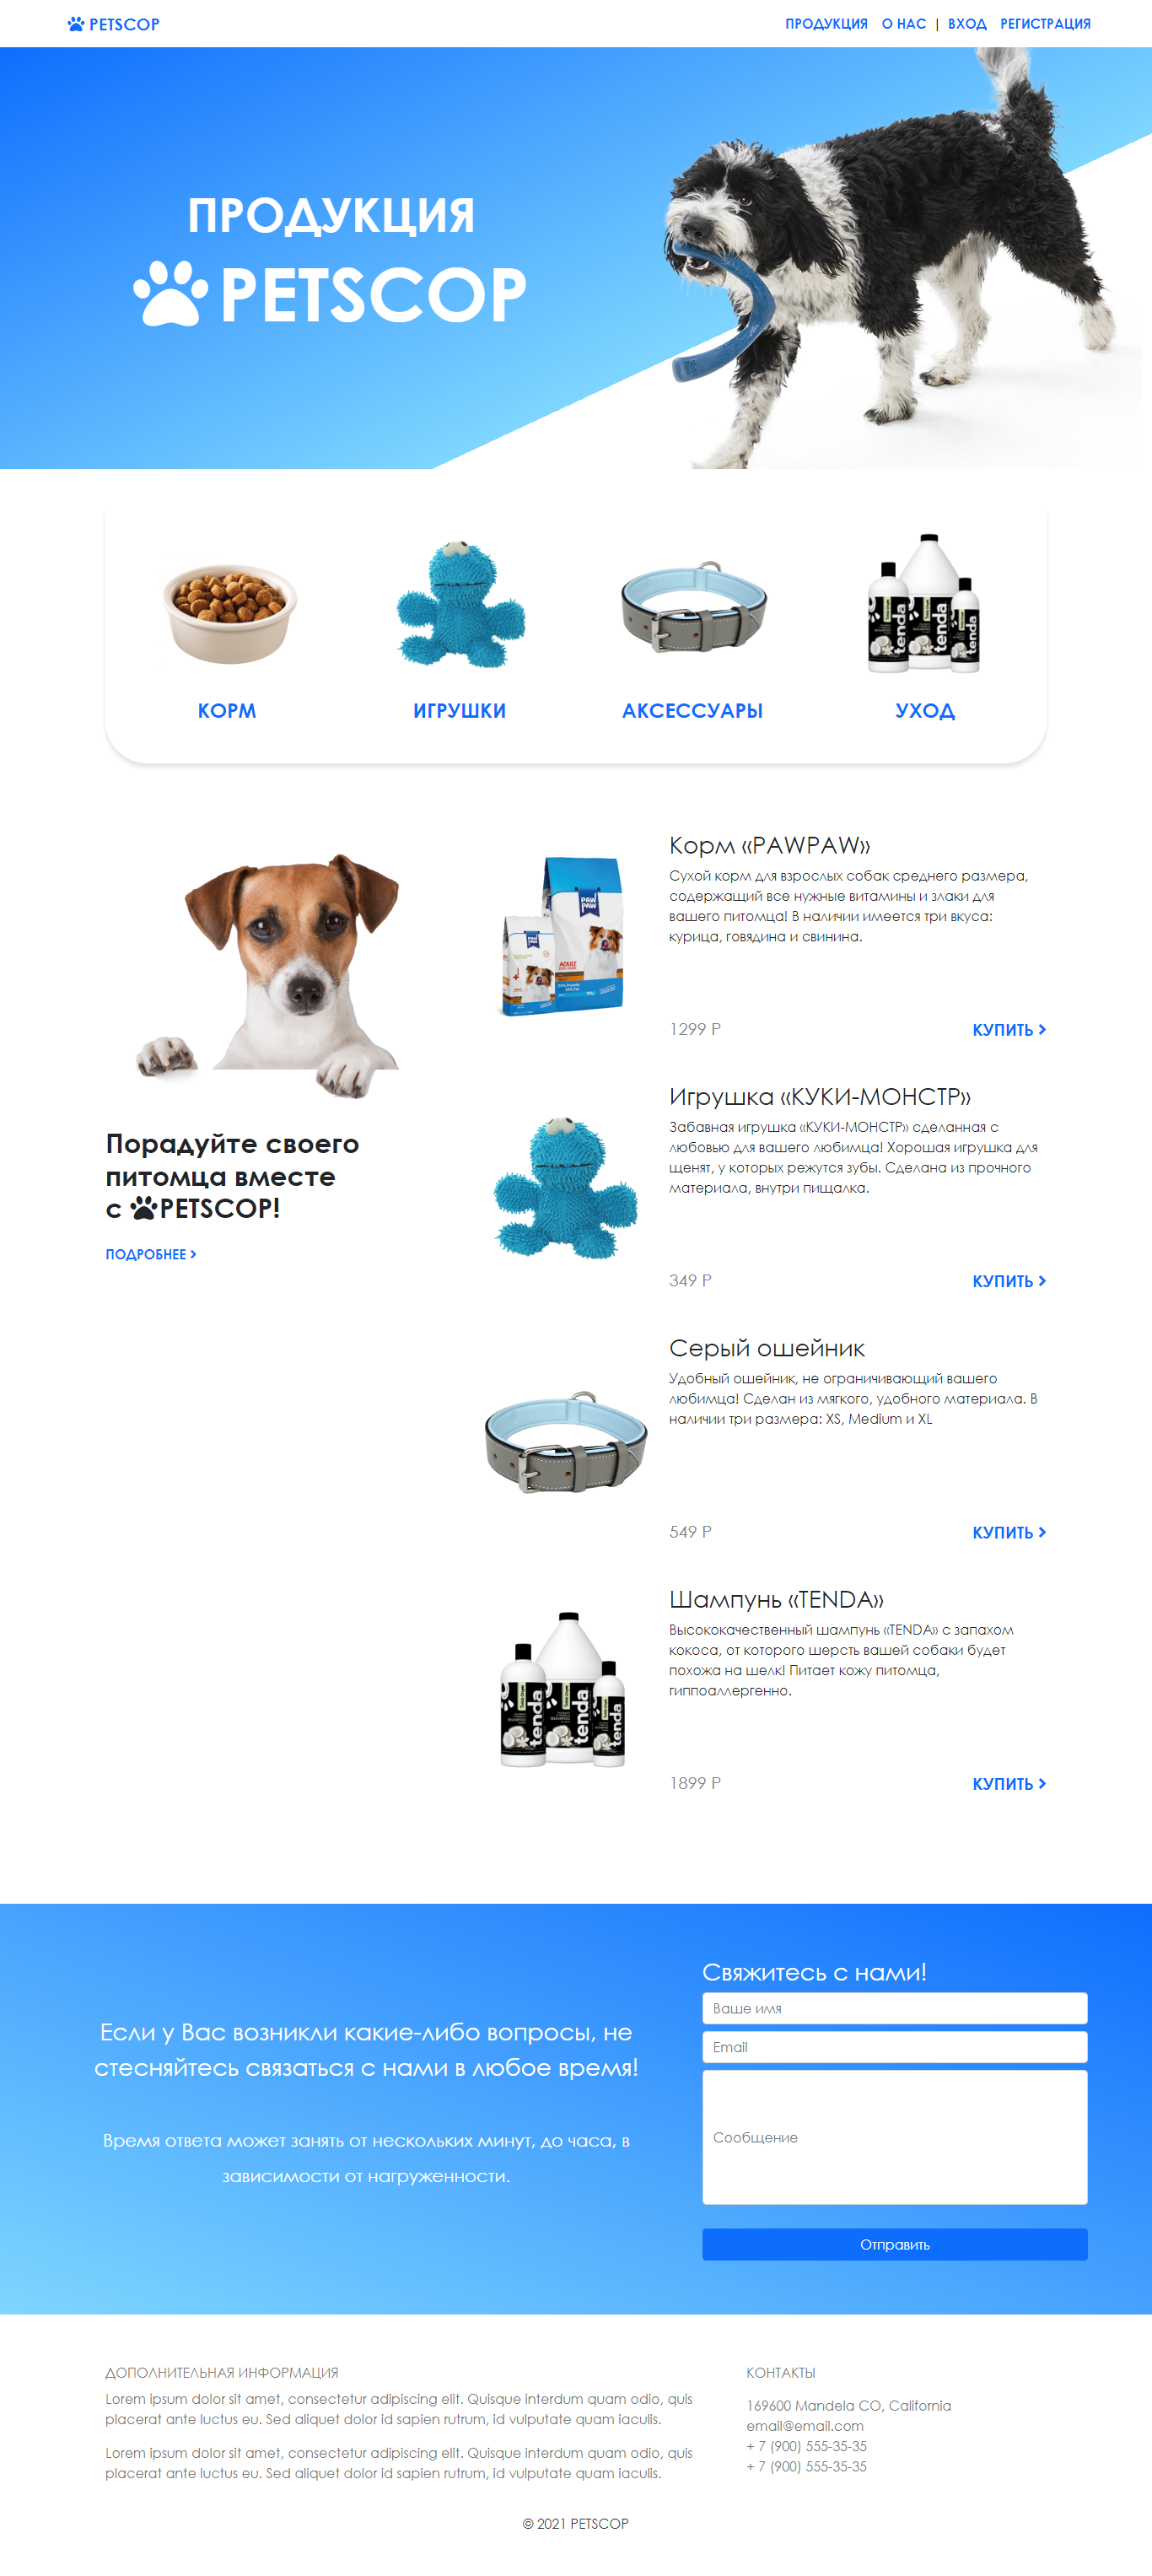 PETSCOP
ПРОДУКЦИЯ О НАС | ВХОД РЕГИСТРАЦИЯ
ПРОДУКЦИЯ
PETSCOP
tenda
КОРМ
ИГРУШКИ
АКСЕССУАРЫ
УХОД
Корм «PAWPAW»
Сухой корм для взрослых собак среднего размера,
содержащий все нужные витамины и злаки для
вашего питомца! В наличии имеется три вкуса:
курица, говядина и свинина.
PAW
PAW
ADULT
1299 Р
КУПИТЬ
Порадуйте своего
питомца вместе
с PETSCOP!
ПОДРОБНЕЕ
Игрушка «КУКИ-МОНСТР»
Забавная игрушка «КУКИ-МОНСТР» сделанная с
любовью для вашего любимца! Хорошая игрушка для
щенят, у которых режутся зубы. Сделана из прочного
материала, внутри пищалка.
349 Р
КУПИТЬ
Серый ошейник
Удобный ошейник, не ограничивающий вашего
любимца! Сделан из мягкого, удобного материала. В
наличии три размера: XS, Medium и XL
549 Р
КУПИТЬ
Шампунь «TENDA»
Высококачественный шампунь «TENDA» с запахом
кокоса, от которого шерсть вашей собаки будет
похожа на шелк! Питает кожу питомца,
гиппоаллергенно.
tenda
tenda
tenda
1899 Р
КУПИТЬ
Если у Вас возникли какие-либо вопросы, не
стесняйтесь связаться с нами в любое время!
Время ответа может занять от нескольких минут, до часа, в
зависимости от нагруженности.
Свяжитесь с нами!
Ваше имя
Email
Сообщение
Отправить
ДОПОЛНИТЕЛЬНАЯ ИНФОРМАЦИЯ
Lorem ipsum dolor sit amet, consectetur adipiscing elit. Quisque interdum quam odio, quis
placerat ante luctus eu. Sed aliquet dolor id sapien rutrum, id vulputate quam iaculis.
Lorem ipsum dolor sit amet, consectetur adipiscing elit. Quisque interdum quam odio, quis
placerat ante luctus eu. Sed aliquet dolor id sapien rutrum, id vulputate quam iaculis.
КОНТАКТЫ
169600 Mandela CO, California
email@email.com
+ 7 (900) 555-35-35
+ 7 (900) 555-35-35
© 2021 PETSCOP